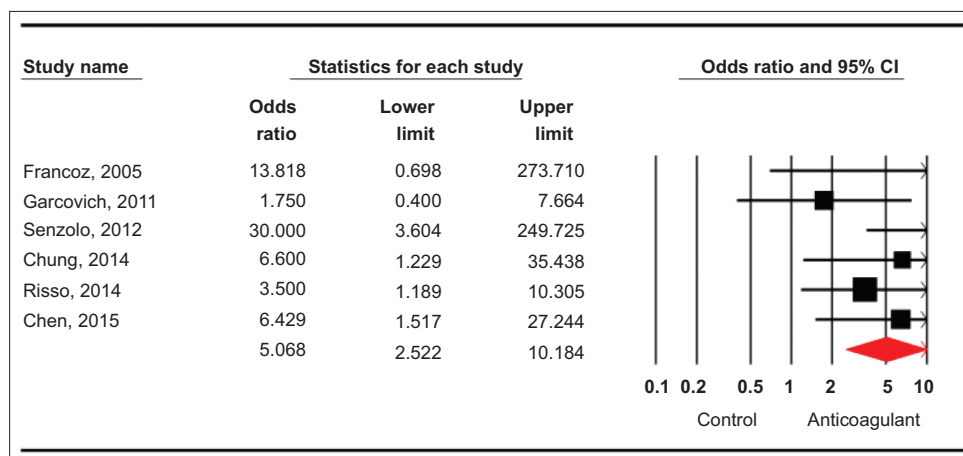 Study name Statistics for each study Odds ratio and 95% CI
Odds Lower Upper
ratio limit limit
Francoz, 2005 13.818 0.698 273.710
Garcovich, 2011 1.750 0.400 7.664
Senzolo, 2012 30.000 3.604 249.725
Chung, 2014 6.600 1.229 35.438
Risso, 2014 3.500 1.189 10.305
Chen, 2015 6.429 1.517 27.244
5.068 2.522 10.184
0.1 0.2 0.5 1 2 5 10
Control Anticoagulant